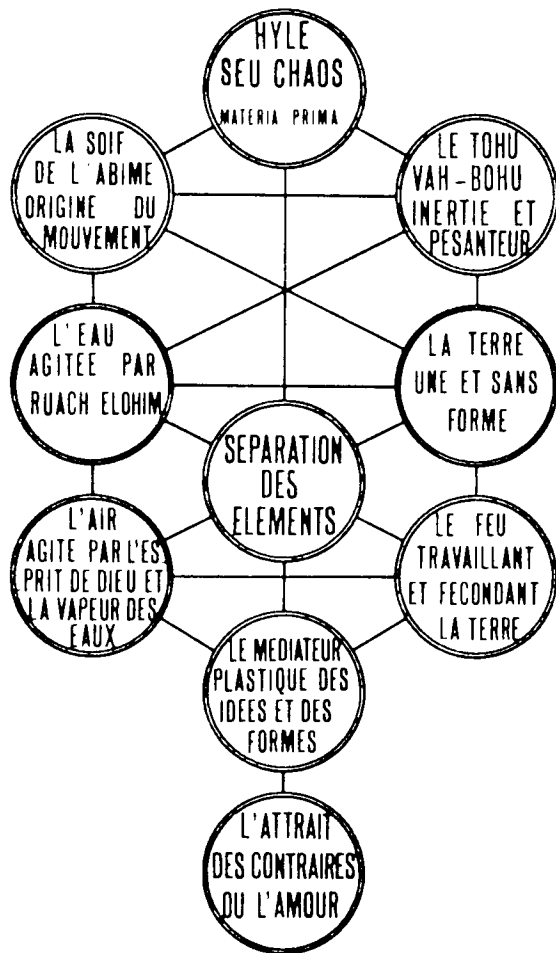 HYLE
SEU CHAOS
MATERIA PRIMA
LA SOIF
DE L'ABIME
ORIGINE DU
MOUVEMENT
LE TOHU
VAH-BOHU
INERTIE ET
PESANTEUR
L'EAU
AGITEE PAR
RUACH ELOHIM
LA TERRE
UNE ET SANS
FORME
SEPARATION
DES
ELEMENTS
L'AIR
AGITE PAR L'ES
PRIT DE DIEU ET
LA VAPEUR DES
EAUX
LE FEU
TRAVAILLANT
ET FECONDANT
LA TERRE
LE MEDIATEUR
PLASTIQUE DES
IDEES ET DES
FORMES
L'ATTRAIT
DES CONTRAIRES
OU L'AMOUR